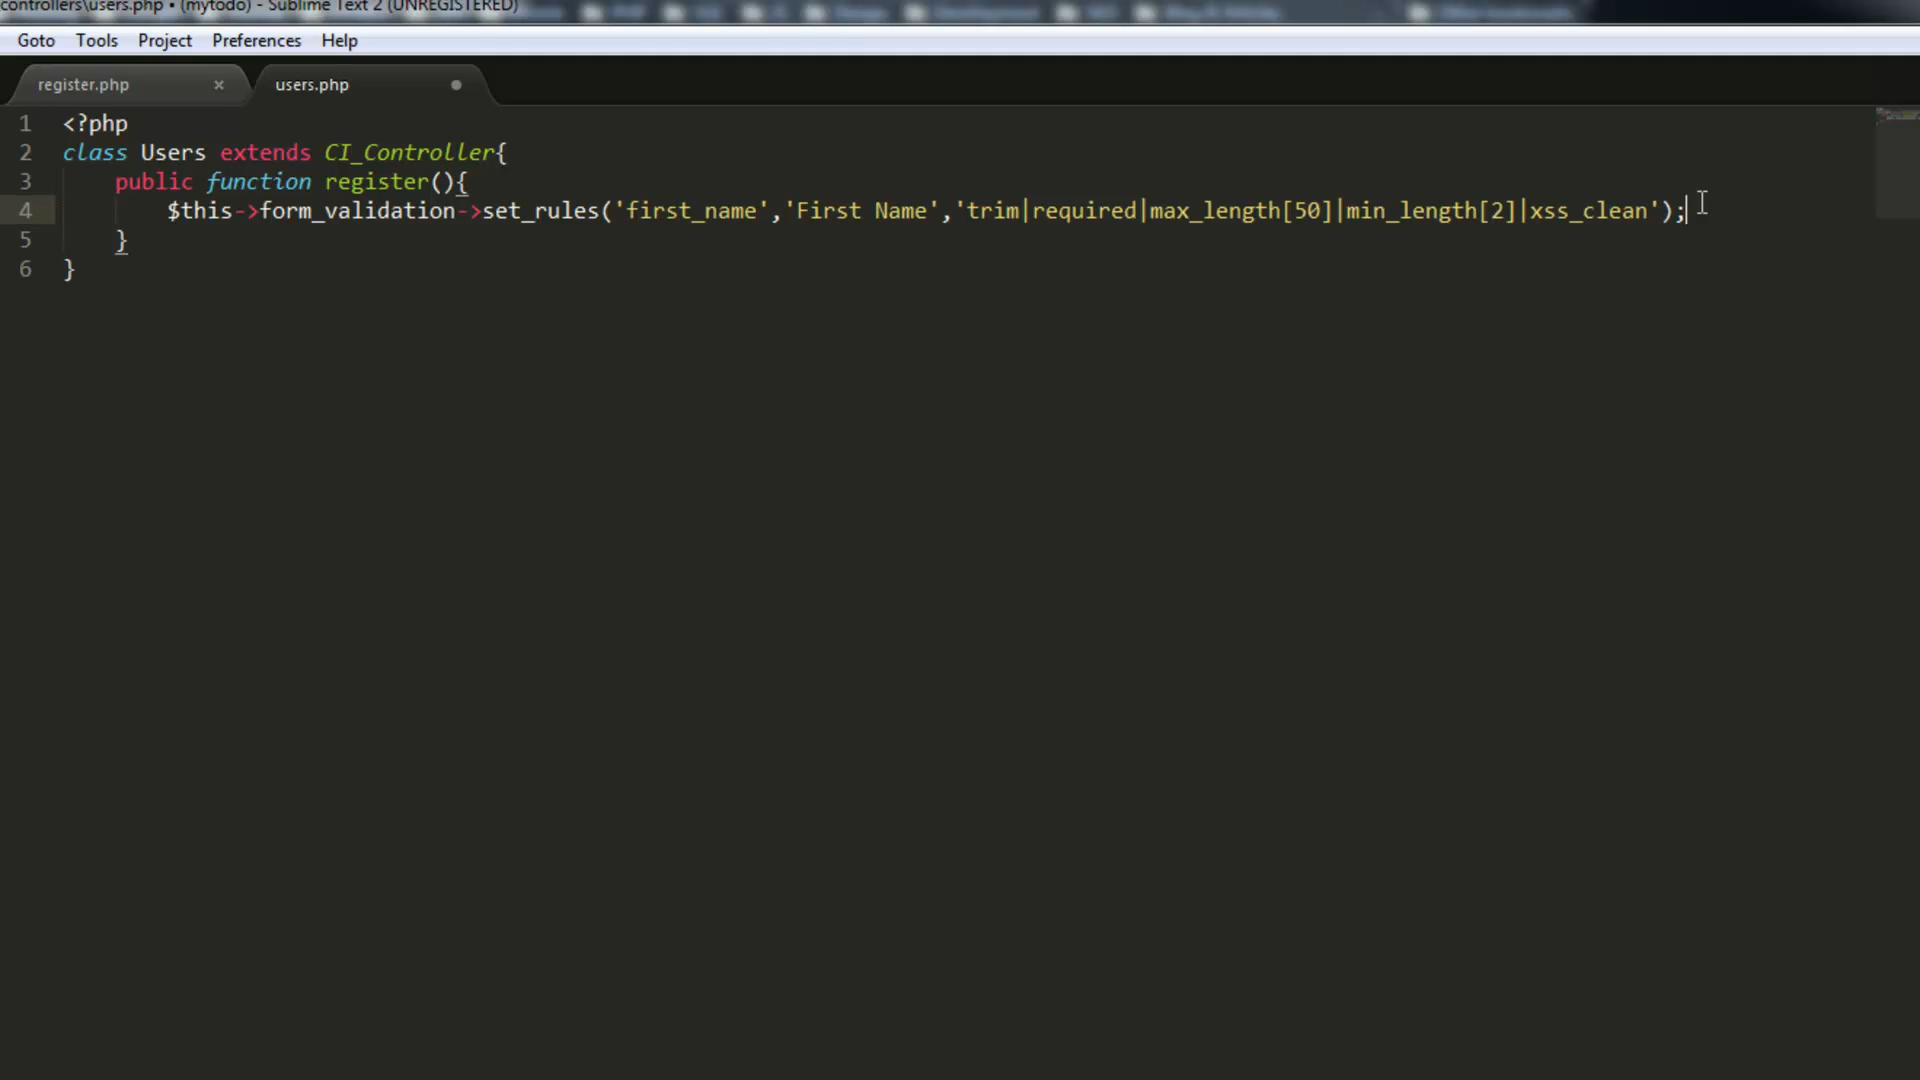 controllers\users.php • (mytodo) - Sublime Text 2 (UNREGISTERED)
Goto Tools Project Preferences Help
register.php × users.php
1 <?php
2 class Users extends CI_Controller{
3 public function register(){
4 $this->form_validation->set_rules('first_name','First Name','trim|required|max_length[50]|min_length[2]|xss_clean');
5 }
6 }